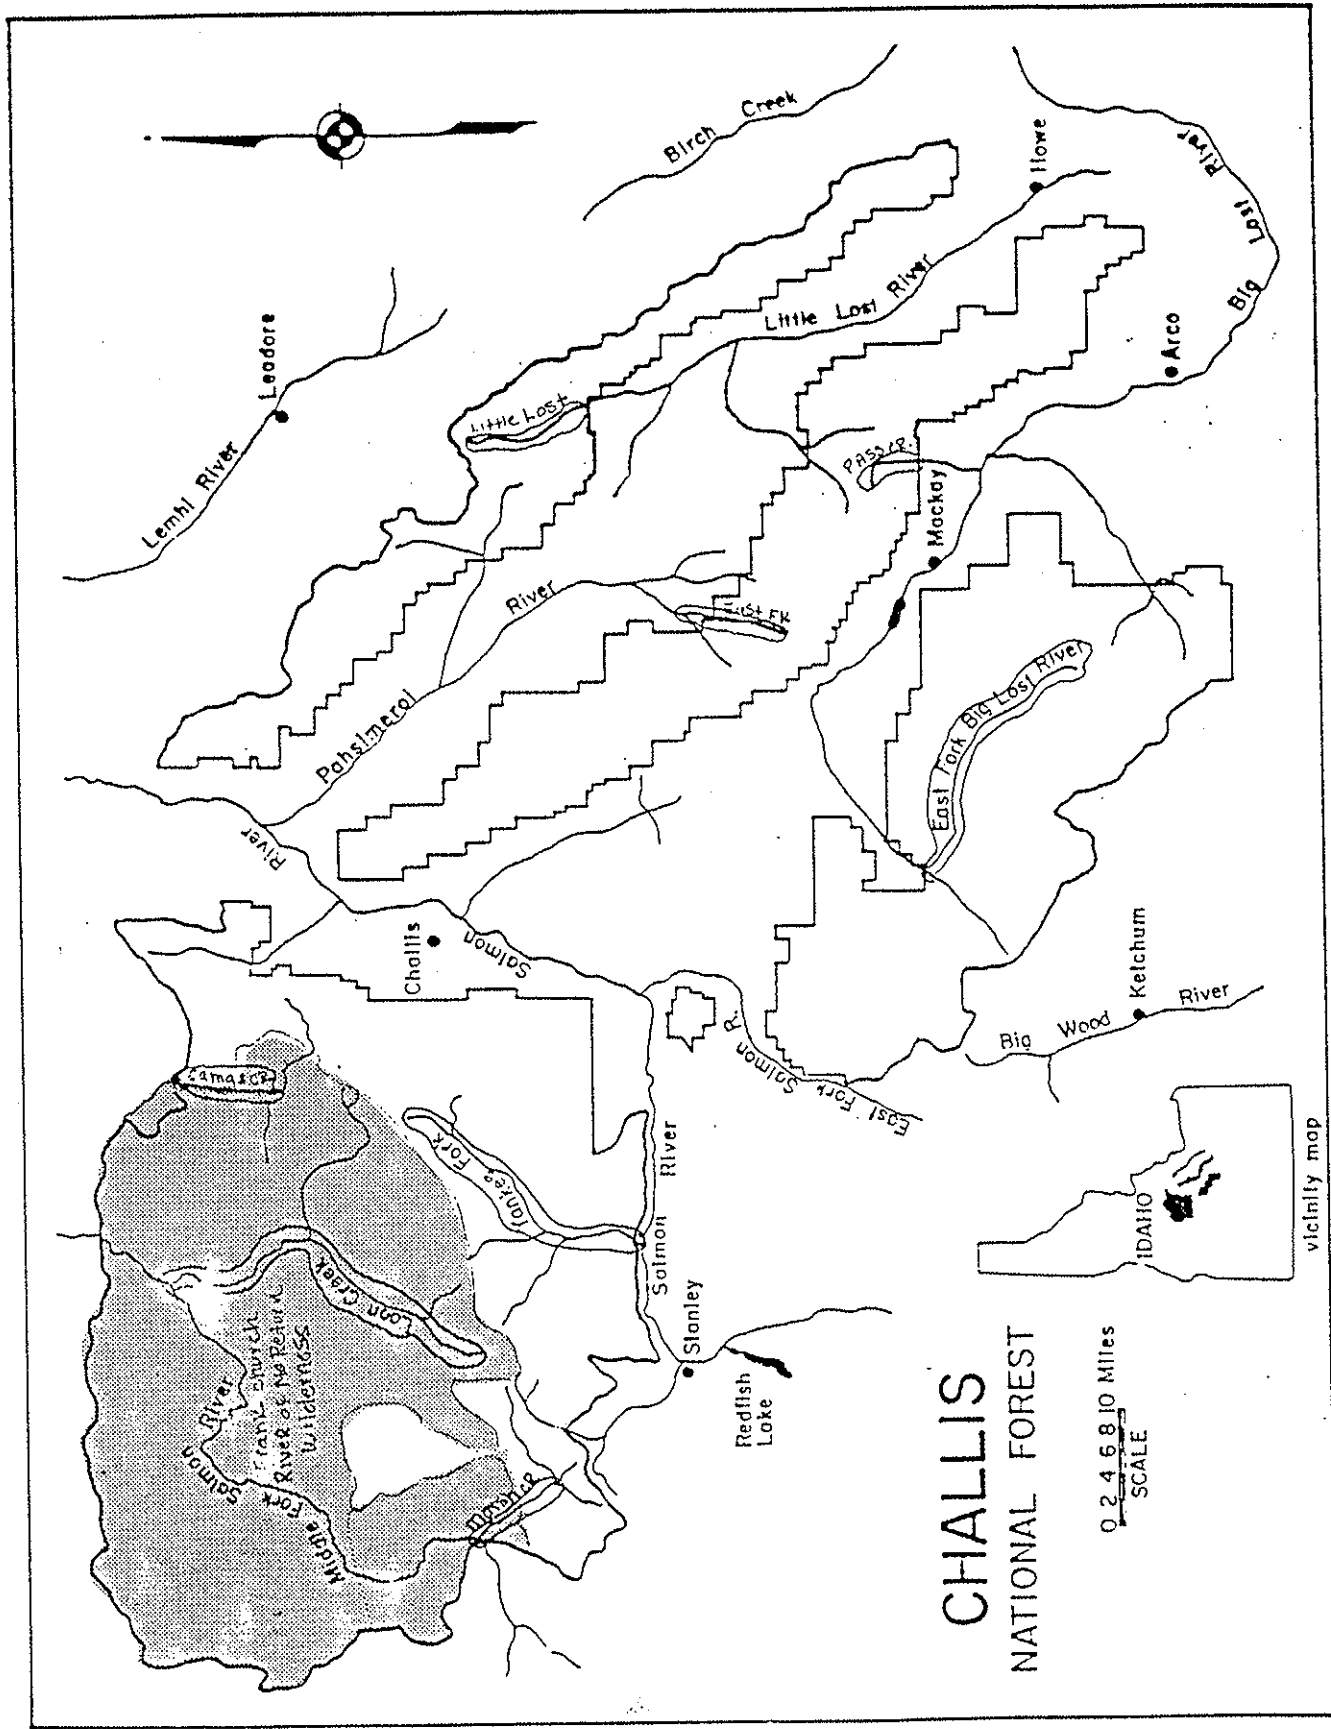 Lemhi River
Leadore
Birch Creek
Little Lost
Little Lost River
Howe
Big Lost River
Arco
Pass Cr.
Mackay
Pahsimeroi River
East Fk
East Fork Big Lost River
Salmon River
Challis
Camas Cr.
East Fork Salmon R.
Big Wood River
Ketchum
Yankee Fork
Salmon River
Stanley
Redfish Lake
Loon Creek
Middle Fork Salmon River
Frank Church
River of No Return
Wilderness
Marsh Cr
CHALLIS
NATIONAL FOREST
0 2 4 6 8 10 Miles
SCALE
IDAHO
vicinity map